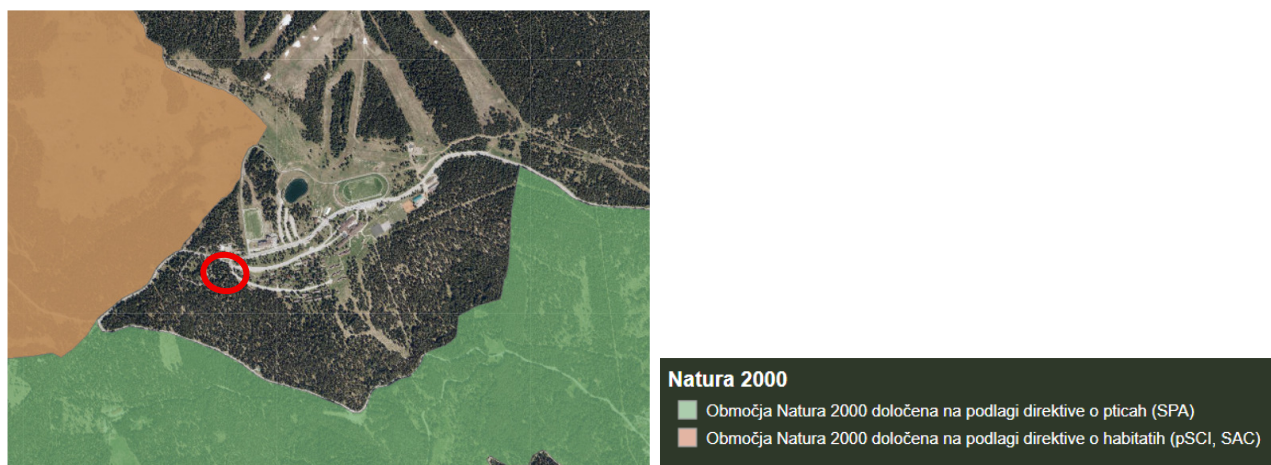 Natura 2000
Območja Natura 2000 določena na podlagi direktive o pticah (SPA)
Območja Natura 2000 določena na podlagi direktive o habitatih (pSCI, SAC)